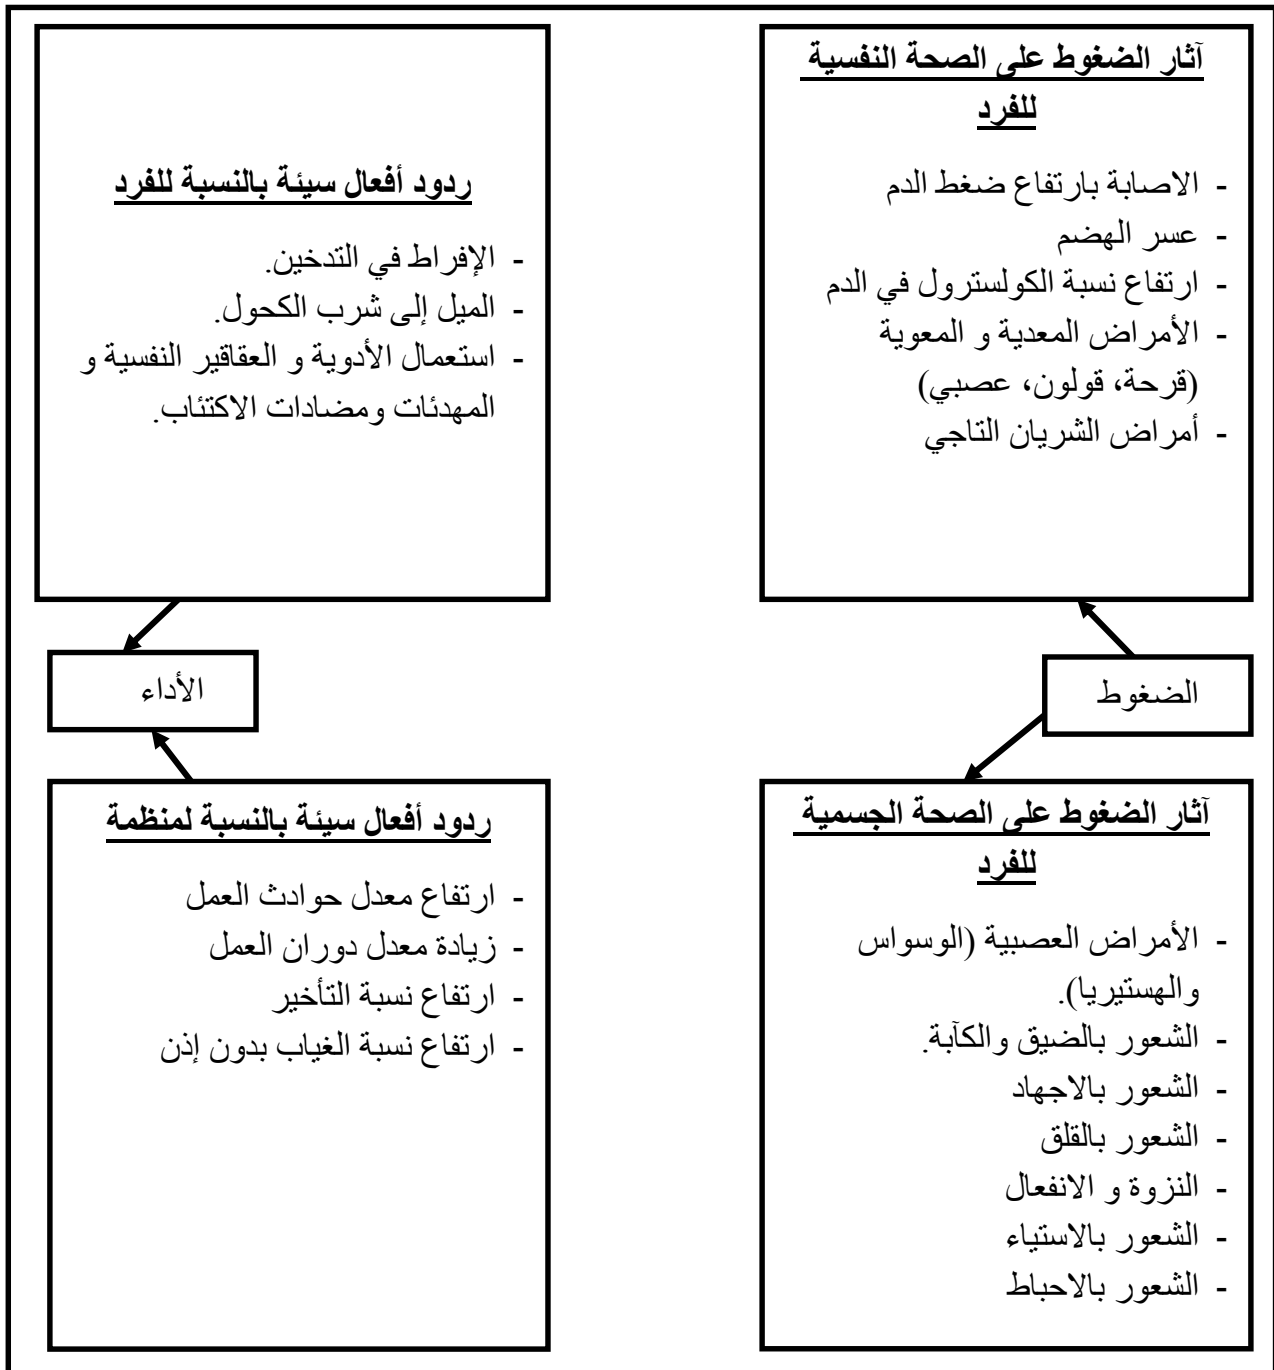 آثار الضغوط على الصحة النفسية
للفرد
- الاصابة بارتفاع ضغط الدم
- عسر الهضم
- ارتفاع نسبة الكولسترول في الدم
- الأمراض المعدية و المعوية
(قرحة، قولون، عصبي)
- أمراض الشريان التاجي
ردود أفعال سيئة بالنسبة للفرد
- الإفراط في التدخين.
- الميل إلى شرب الكحول.
- استعمال الأدوية و العقاقير النفسية و
المهدئات ومضادات الاكتئاب.
الضغوط
الأداء
آثار الضغوط على الصحة الجسمية
للفرد
- الأمراض العصبية (الوسواس
والهستيريا).
- الشعور بالضيق والكآبة.
- الشعور بالاجهاد
- الشعور بالقلق
- النزوة و الانفعال
- الشعور بالاستياء
- الشعور بالاحباط
ردود أفعال سيئة بالنسبة لمنظمة
- ارتفاع معدل حوادث العمل
- زيادة معدل دوران العمل
- ارتفاع نسبة التأخير
- ارتفاع نسبة الغياب بدون إذن